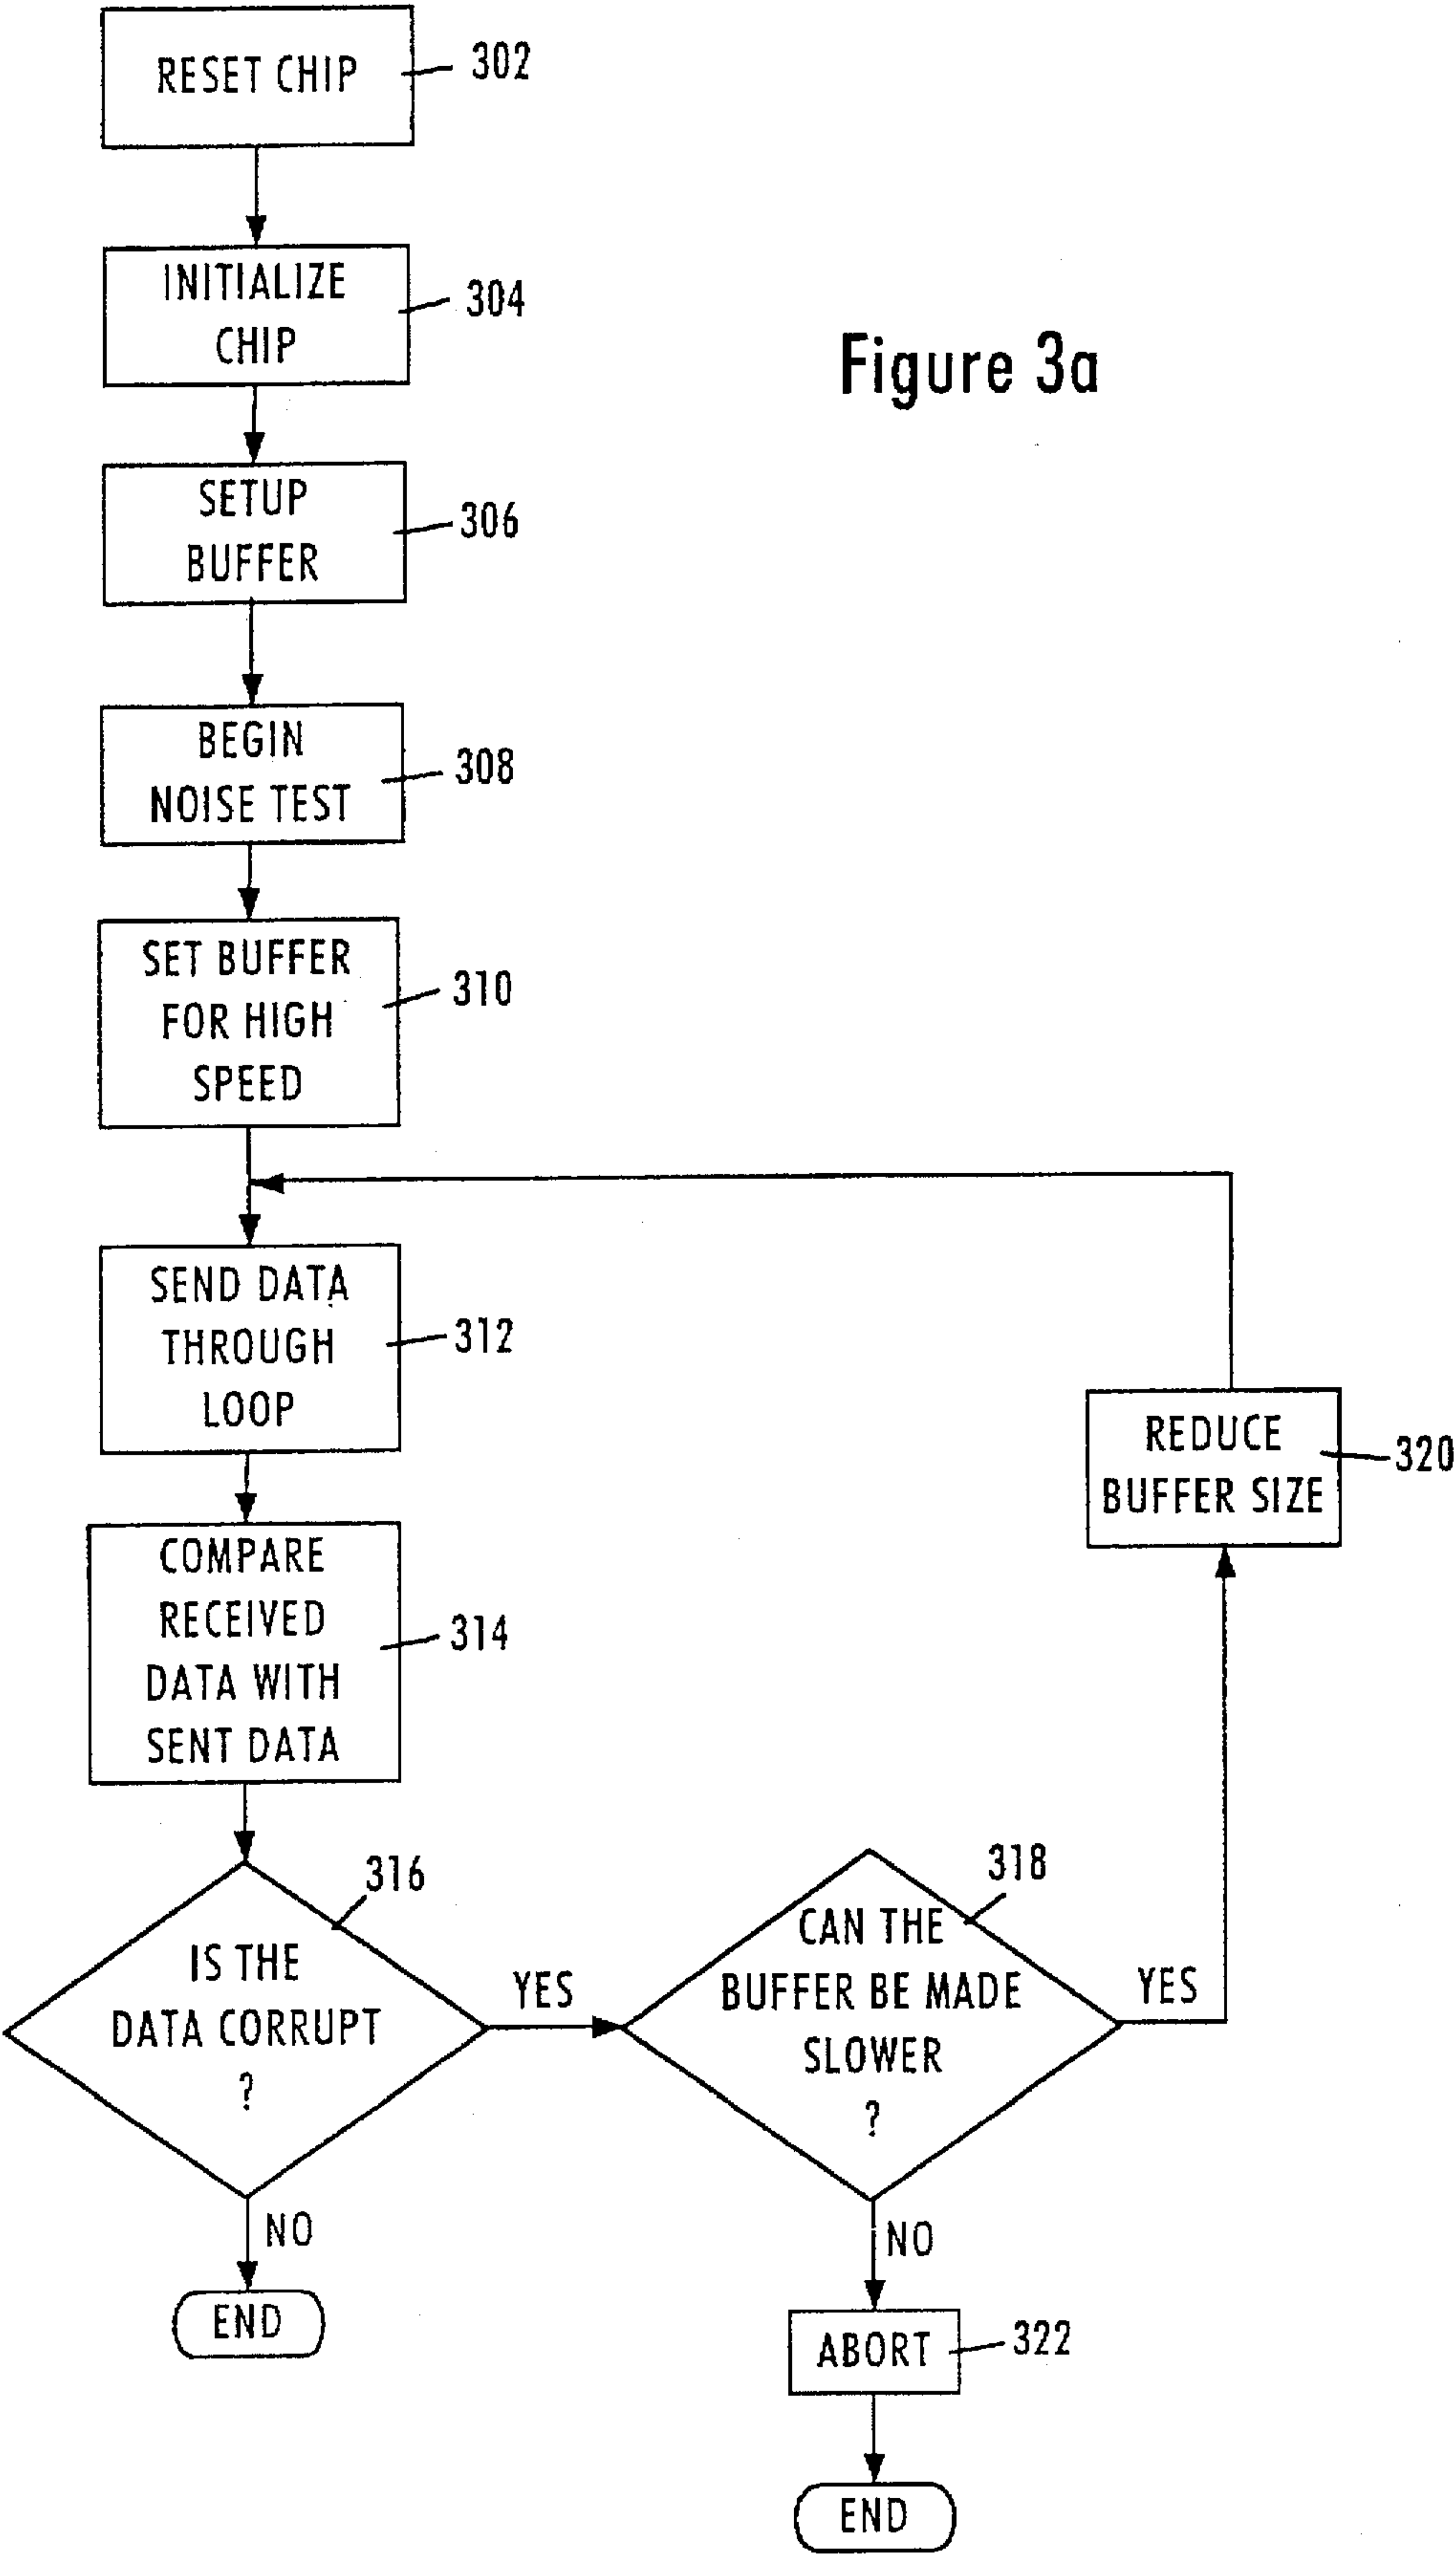 RESET CHIP
302
INITIALIZE
CHIP
304
Figure 3a
SETUP
BUFFER
306
BEGIN
NOISE TEST
308
SET BUFFER
FOR HIGH
SPEED
310
SEND DATA
THROUGH
LOOP
312
REDUCE
BUFFER SIZE
320
COMPARE
RECEIVED
DATA WITH
SENT DATA
314
316
IS THE
DATA CORRUPT
?
YES
318
CAN THE
BUFFER BE MADE
SLOWER
?
YES
NO
END
NO
ABORT
322
END